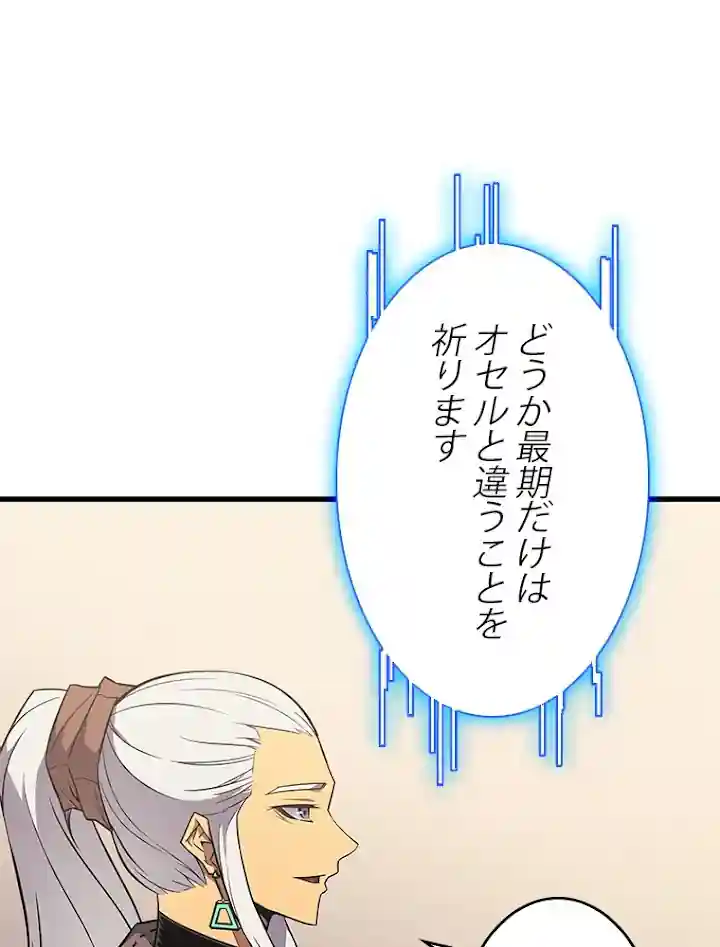 どうか最期だけは
オセルと違うことを
祈ります